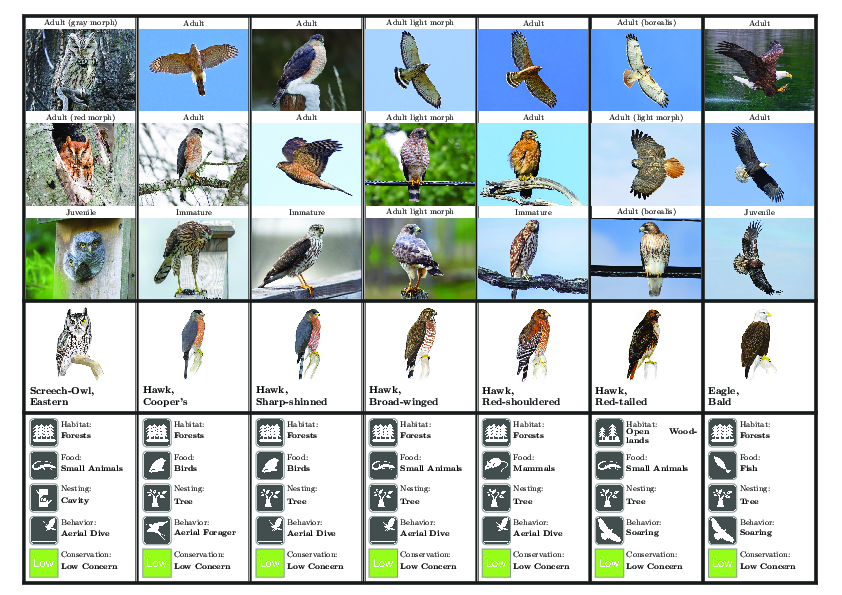 Adult (gray morph)
Adult
Adult
Adult light morph
Adult
Adult (borealis)
Adult
Adult (red morph)
Adult
Adult
Adult light morph
Adult
Adult (light morph)
Adult
Juvenile
Immature
Immature
Adult light morph
Immature
Adult (borealis)
Juvenile
Screech-Owl,
Eastern
Hawk,
Cooper's
Hawk,
Sharp-shinned
Hawk,
Broad-winged
Hawk,
Red-shouldered
Hawk,
Red-tailed
Eagle,
Bald
Habitat:
Forests
Food:
Small Animals
Nesting:
Cavity
Behavior:
Aerial Dive
Low
Conservation:
Low Concern
Habitat:
Forests
Food:
Birds
Nesting:
Tree
Behavior:
Aerial Forager
Low
Conservation:
Low Concern
Habitat:
Forests
Food:
Birds
Nesting:
Tree
Behavior:
Aerial Dive
Low
Conservation:
Low Concern
Habitat:
Forests
Food:
Small Animals
Nesting:
Tree
Behavior:
Aerial Dive
Low
Conservation:
Low Concern
Habitat:
Forests
Food:
Mammals
Nesting:
Tree
Behavior:
Aerial Dive
Low
Conservation:
Low Concern
Habitat:
Open Wood-
lands
Food:
Small Animals
Nesting:
Tree
Behavior:
Soaring
Low
Conservation:
Low Concern
Habitat:
Forests
Food:
Fish
Nesting:
Tree
Behavior:
Soaring
Low
Conservation:
Low Concern